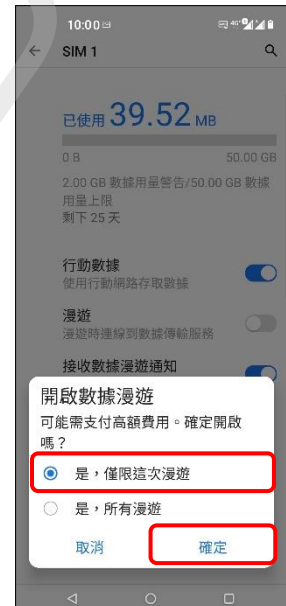 10:00
SIM 1
已使用 39.52 MB
0 B 50.00 GB
2.00 GB 數據用量警告/50.00 GB 數據
用量上限
剩下 25 天
行動數據
使用行動網路存取數據
漫遊
漫遊時連線到數據傳輸服務
接收數據漫遊通知
開啟數據漫遊
可能需支付高額費用。確定開啟
嗎？
是，僅限這次漫遊
是，所有漫遊
取消 確定